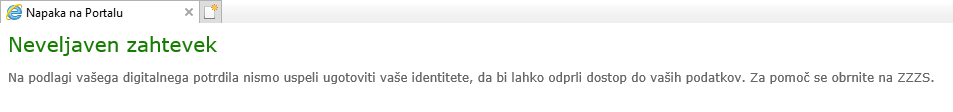 Napaka na Portalu
Neveljaven zahtevek
Na podlagi vašega digitalnega potrdila nismo uspeli ugotoviti vaše identitete, da bi lahko odprli dostop do vaših podatkov. Za pomoč se obrnite na ZZZS.